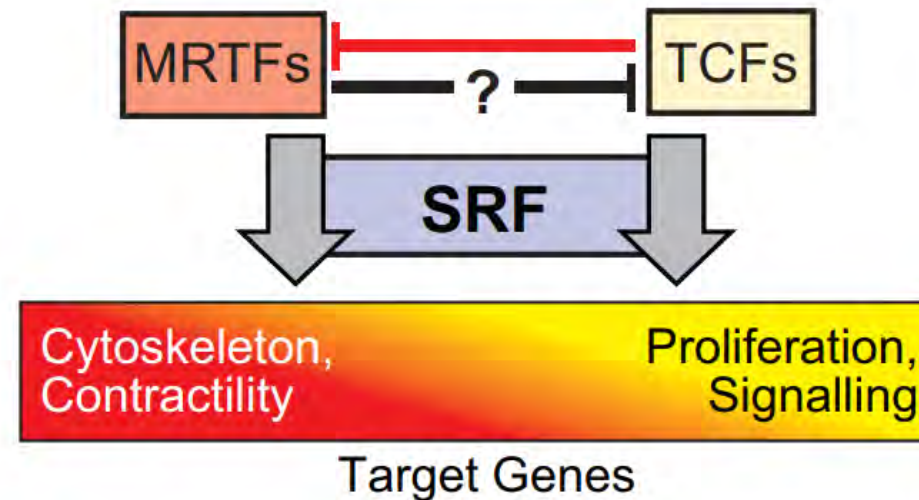 MRTFs
TCFs
?
SRF
Cytoskeleton,
Contractility
Proliferation,
Signalling
Target Genes